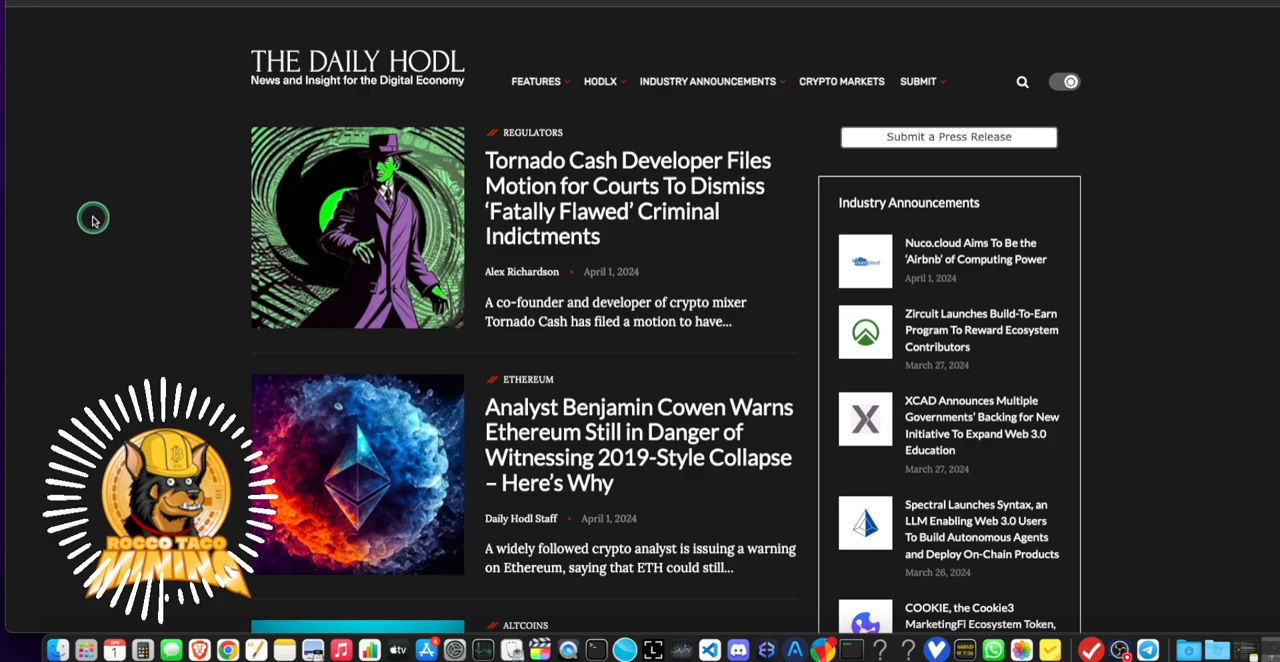 THE DAILY HODL
News and Insight for the Digital Economy
FEATURES
HODLX
INDUSTRY ANNOUNCEMENTS
CRYPTO MARKETS
SUBMIT
REGULATORS
Tornado Cash Developer Files
Motion for Courts To Dismiss
‘Fatally Flawed’ Criminal
Indictments
Alex Richardson • April 1, 2024
A co-founder and developer of crypto mixer
Tornado Cash has filed a motion to have...
ETHEREUM
Analyst Benjamin Cowen Warns
Ethereum Still in Danger of
Witnessing 2019-Style Collapse
– Here’s Why
Daily Hodl Staff • April 1, 2024
A widely followed crypto analyst is issuing a warning
on Ethereum, saying that ETH could still...
ALTCOINS
Submit a Press Release
Industry Announcements
Nuco.cloud Aims To Be the
‘Airbnb’ of Computing Power
April 1, 2024
Zircuit Launches Build-To-Earn
Program To Reward Ecosystem
Contributors
March 27, 2024
XCAD Announces Multiple
Governments’ Backing for New
Initiative To Expand Web 3.0
Education
March 27, 2024
Spectral Launches Syntax, an
LLM Enabling Web 3.0 Users
To Build Autonomous Agents
and Deploy On-Chain Products
March 26, 2024
COOKIE, the Cookie3
MarketingFi Ecosystem Token,
ROCCO TACO
MINING
tv
1